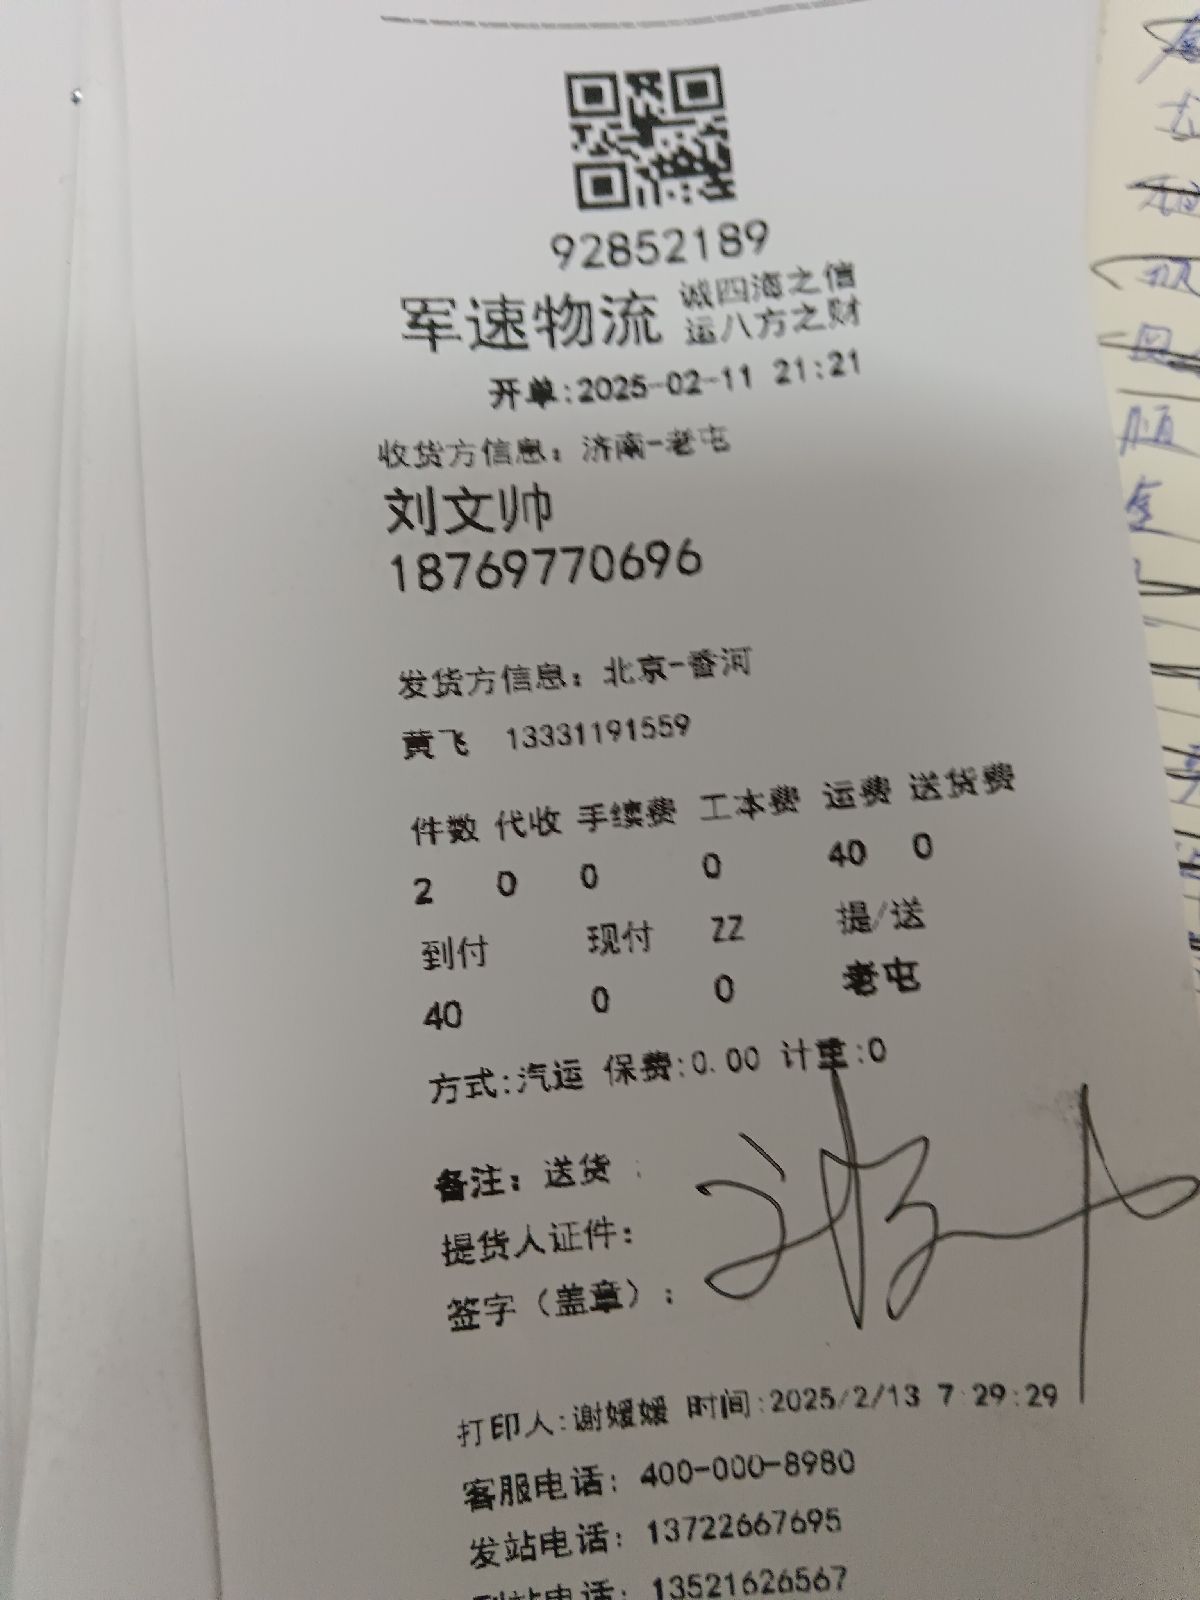 92852189
军速物流 诚四海之信
运八方之财
开单:2025-02-11 21:21
收货方信息：济南-老屯
刘文帅
18769770696
发货方信息：北京-香河
黄飞 13331191559
件数 代收 手续费 工本费 运费 送货费
2 0 0 0 40 0
到付 现付 ZZ 提/送
40 0 0 老屯
方式:汽运 保费:0.00 计重:0
备注：送货 :
提货人证件：
签字（盖章）：
打印人:谢媛媛 时间:2025/2/13 7:29:29
客服电话：400-000-8980
发站电话：13722667695
到站电话：13521626567